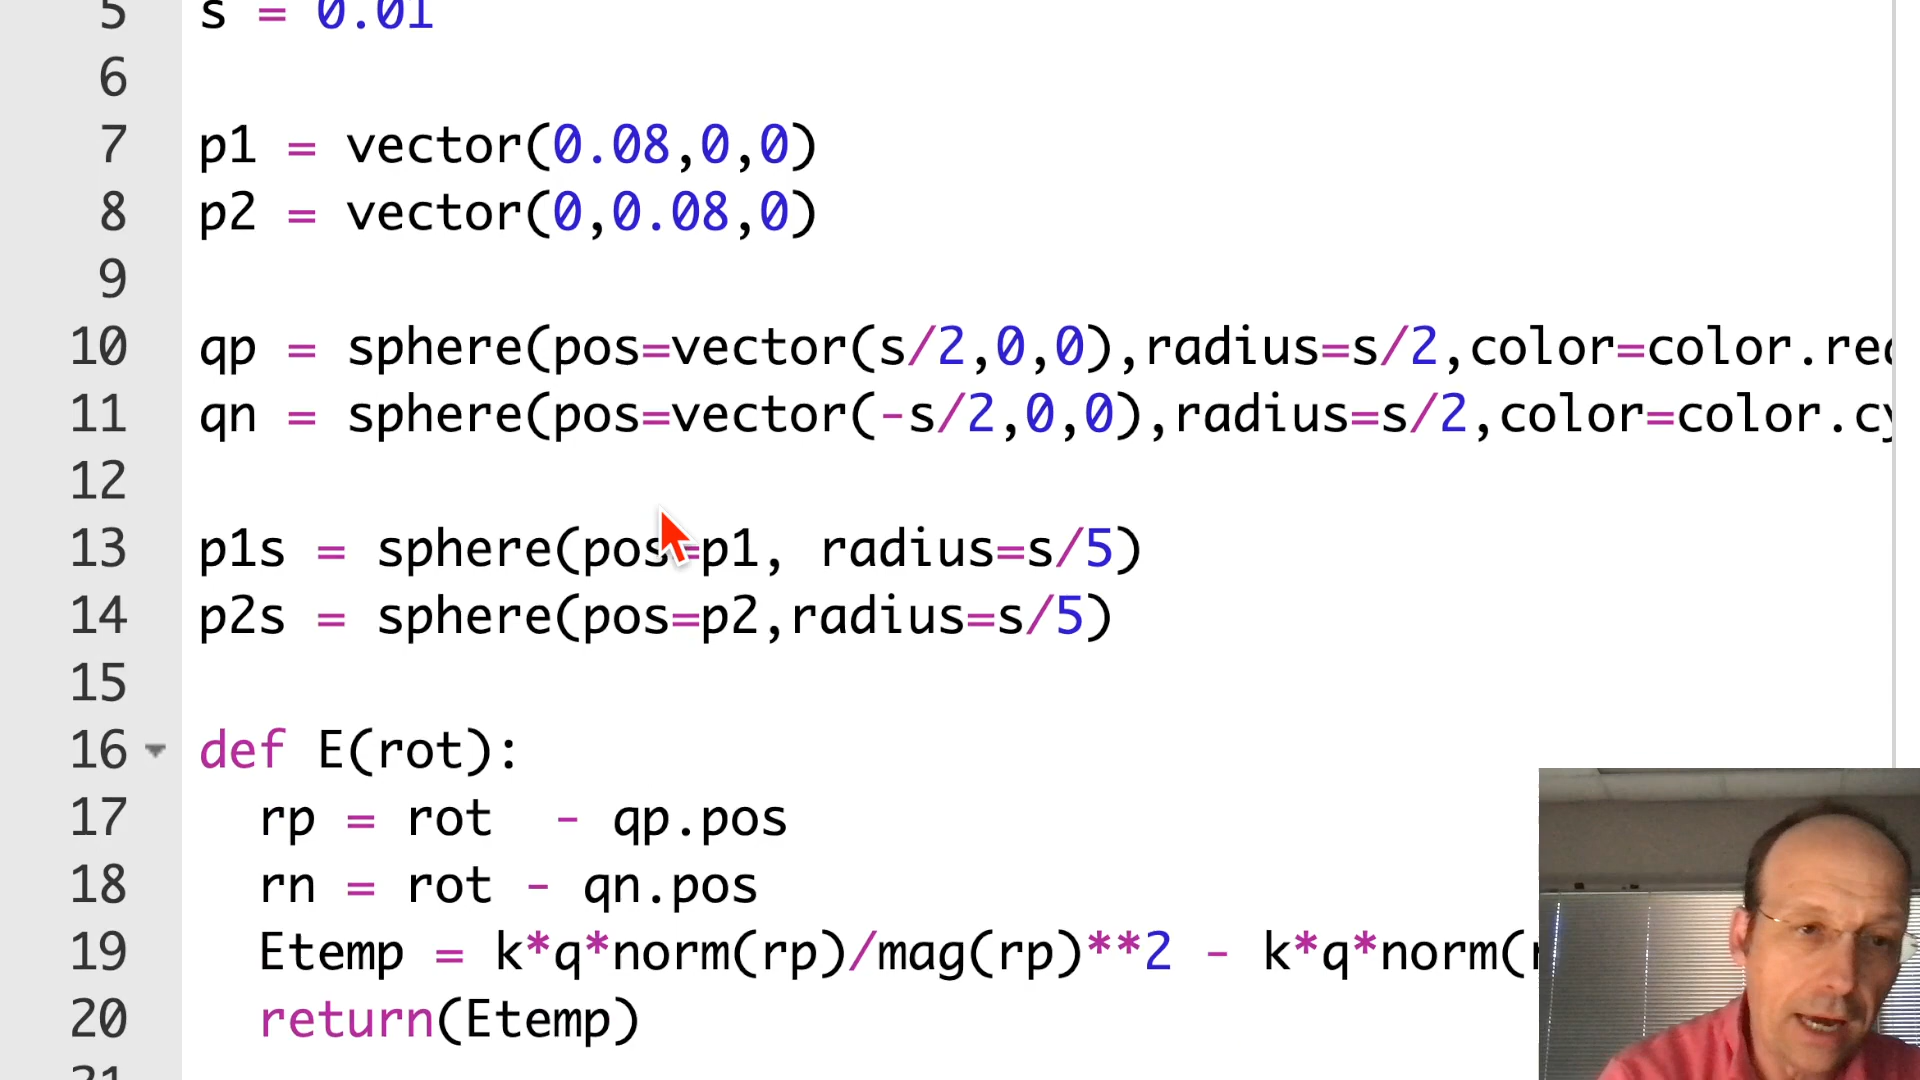 5 s = 0.01
6
7 p1 = vector(0.08,0,0)
8 p2 = vector(0,0.08,0)
9
10 qp = sphere(pos=vector(s/2,0,0),radius=s/2,color=color.red
11 qn = sphere(pos=vector(-s/2,0,0),radius=s/2,color=color.cy
12
13 p1s = sphere(pos=p1, radius=s/5)
14 p2s = sphere(pos=p2,radius=s/5)
15
16 def E(rot):
17 rp = rot - qp.pos
18 rn = rot - qn.pos
19 Etemp = k*q*norm(rp)/mag(rp)**2 - k*q*norm(r
20 return(Etemp)
21